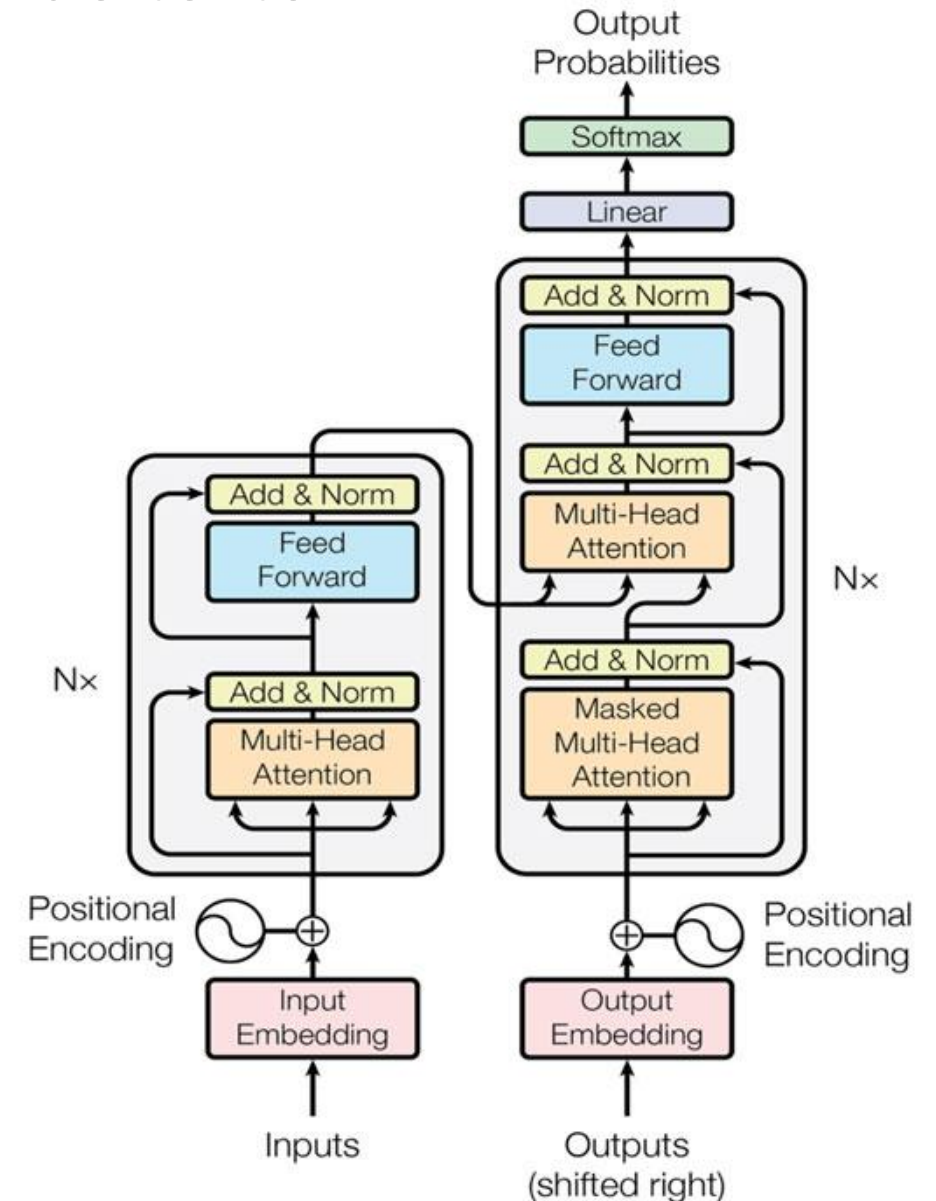 Output
Probabilities
Softmax
Linear
Add & Norm
Feed
Forward
Add & Norm
Multi-Head
Attention
Nx
Add & Norm
Masked
Multi-Head
Attention
Add & Norm
Feed
Forward
Nx
Add & Norm
Multi-Head
Attention
Positional
Encoding
Positional
Encoding
Input
Embedding
Output
Embedding
Inputs
Outputs
(shifted right)